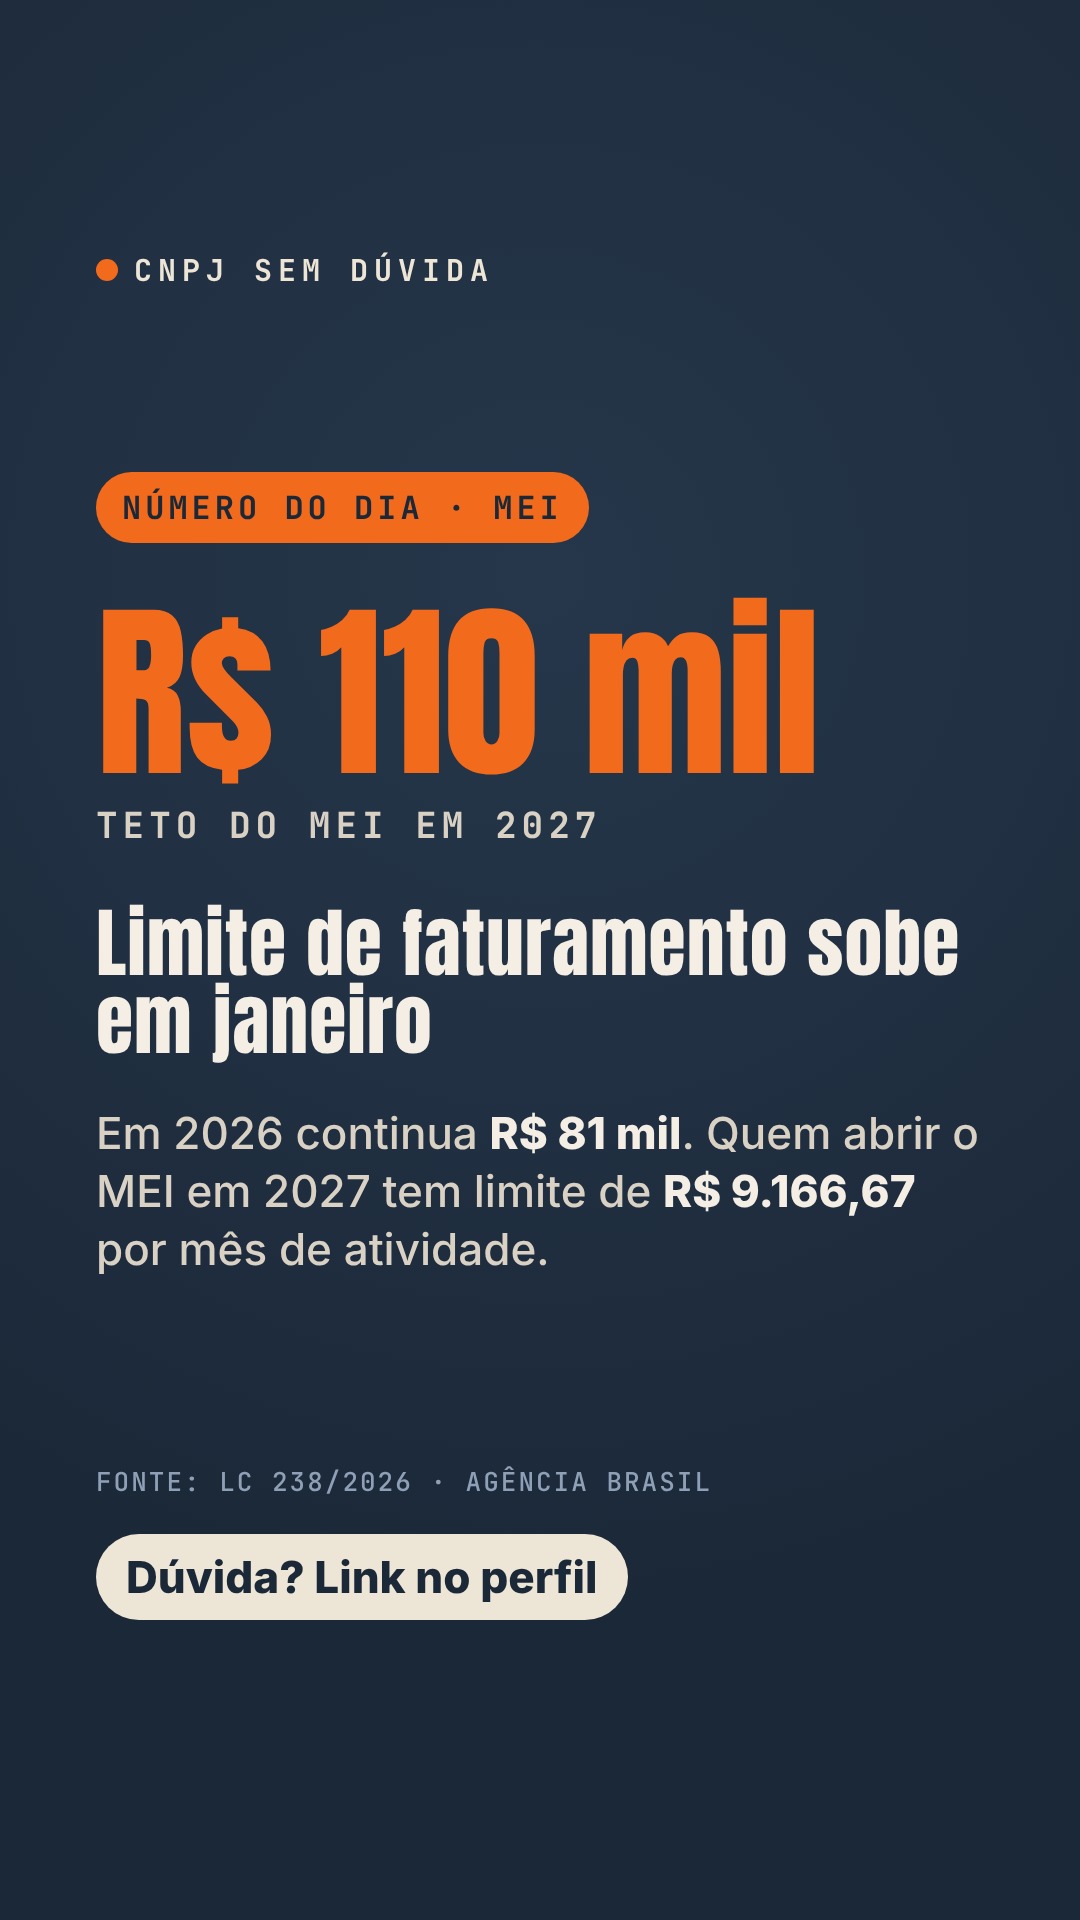 CNPJ SEM DÚVIDA
NÚMERO DO DIA · MEI
R$ 110 mil
TETO DO MEI EM 2027
Limite de faturamento sobe
em janeiro
Em 2026 continua R$ 81 mil. Quem abrir o
MEI em 2027 tem limite de R$ 9.166,67
por mês de atividade.
FONTE: LC 238/2026 · AGÊNCIA BRASIL
Dúvida? Link no perfil